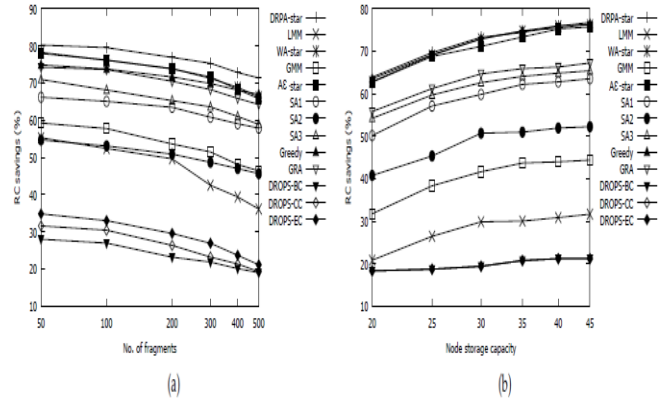 RC savings (%)
90
80
70
60
50
40
30
20
10
50
100
200
300
400
500
No. of fragments
DRPA-star
LMM
WA-star
GMM
Aε-star
SA1
SA2
SA3
Greedy
GRA
DROPS-BC
DROPS-CC
DROPS-EC
(a)
RC savings (%)
80
70
60
50
40
30
20
10
20
25
30
35
40
45
Node storage capacity
DRPA-star
LMM
WA-star
GMM
Aε-star
SA1
SA2
SA3
Greedy
GRA
DROPS-BC
DROPS-CC
DROPS-EC
(b)